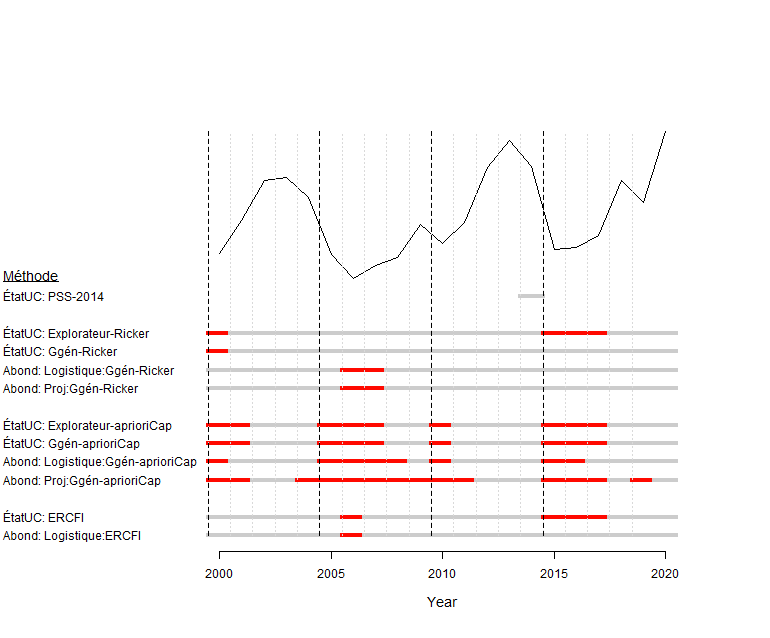 Méthode
ÉtatUC: PSS-2014
ÉtatUC: Explorateur-Ricker
ÉtatUC: Ggén-Ricker
Abond: Logistique:Ggén-Ricker
Abond: Proj:Ggén-Ricker
ÉtatUC: Explorateur-aprioriCap
ÉtatUC: Ggén-aprioriCap
Abond: Logistique:Ggén-aprioriCap
Abond: Proj:Ggén-aprioriCap
ÉtatUC: ERCFI
Abond: Logistique:ERCFI
2000 2005 2010 2015 2020
Year